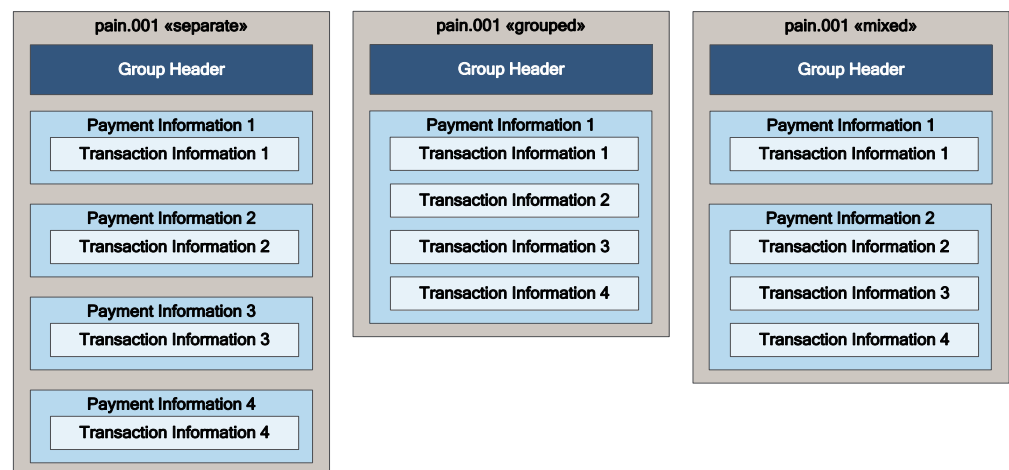 pain.001 «separate»
Group Header
Payment Information 1
Transaction Information 1
Payment Information 2
Transaction Information 2
Payment Information 3
Transaction Information 3
Payment Information 4
Transaction Information 4
pain.001 «grouped»
Group Header
Payment Information 1
Transaction Information 1
Transaction Information 2
Transaction Information 3
Transaction Information 4
pain.001 «mixed»
Group Header
Payment Information 1
Transaction Information 1
Payment Information 2
Transaction Information 2
Transaction Information 3
Transaction Information 4